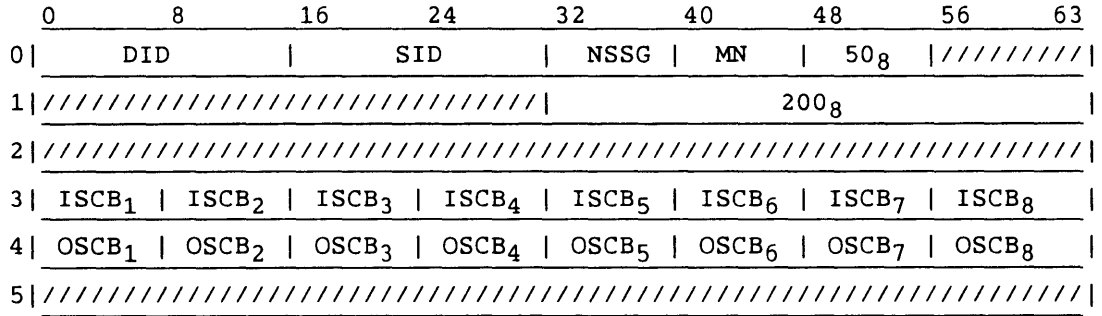 0 8 16 24 32 40 48 56 63
0| DID | SID | NSSG | MN | 50₈ |/////////|
1|///////////////////////////////| 200₈ |
2|/////////////////////////////////////////////////////////////////|
3| ISCB₁ | ISCB₂ | ISCB₃ | ISCB₄ | ISCB₅ | ISCB₆ | ISCB₇ | ISCB₈ |
4| OSCB₁ | OSCB₂ | OSCB₃ | OSCB₄ | OSCB₅ | OSCB₆ | OSCB₇ | OSCB₈ |
5|/////////////////////////////////////////////////////////////////|